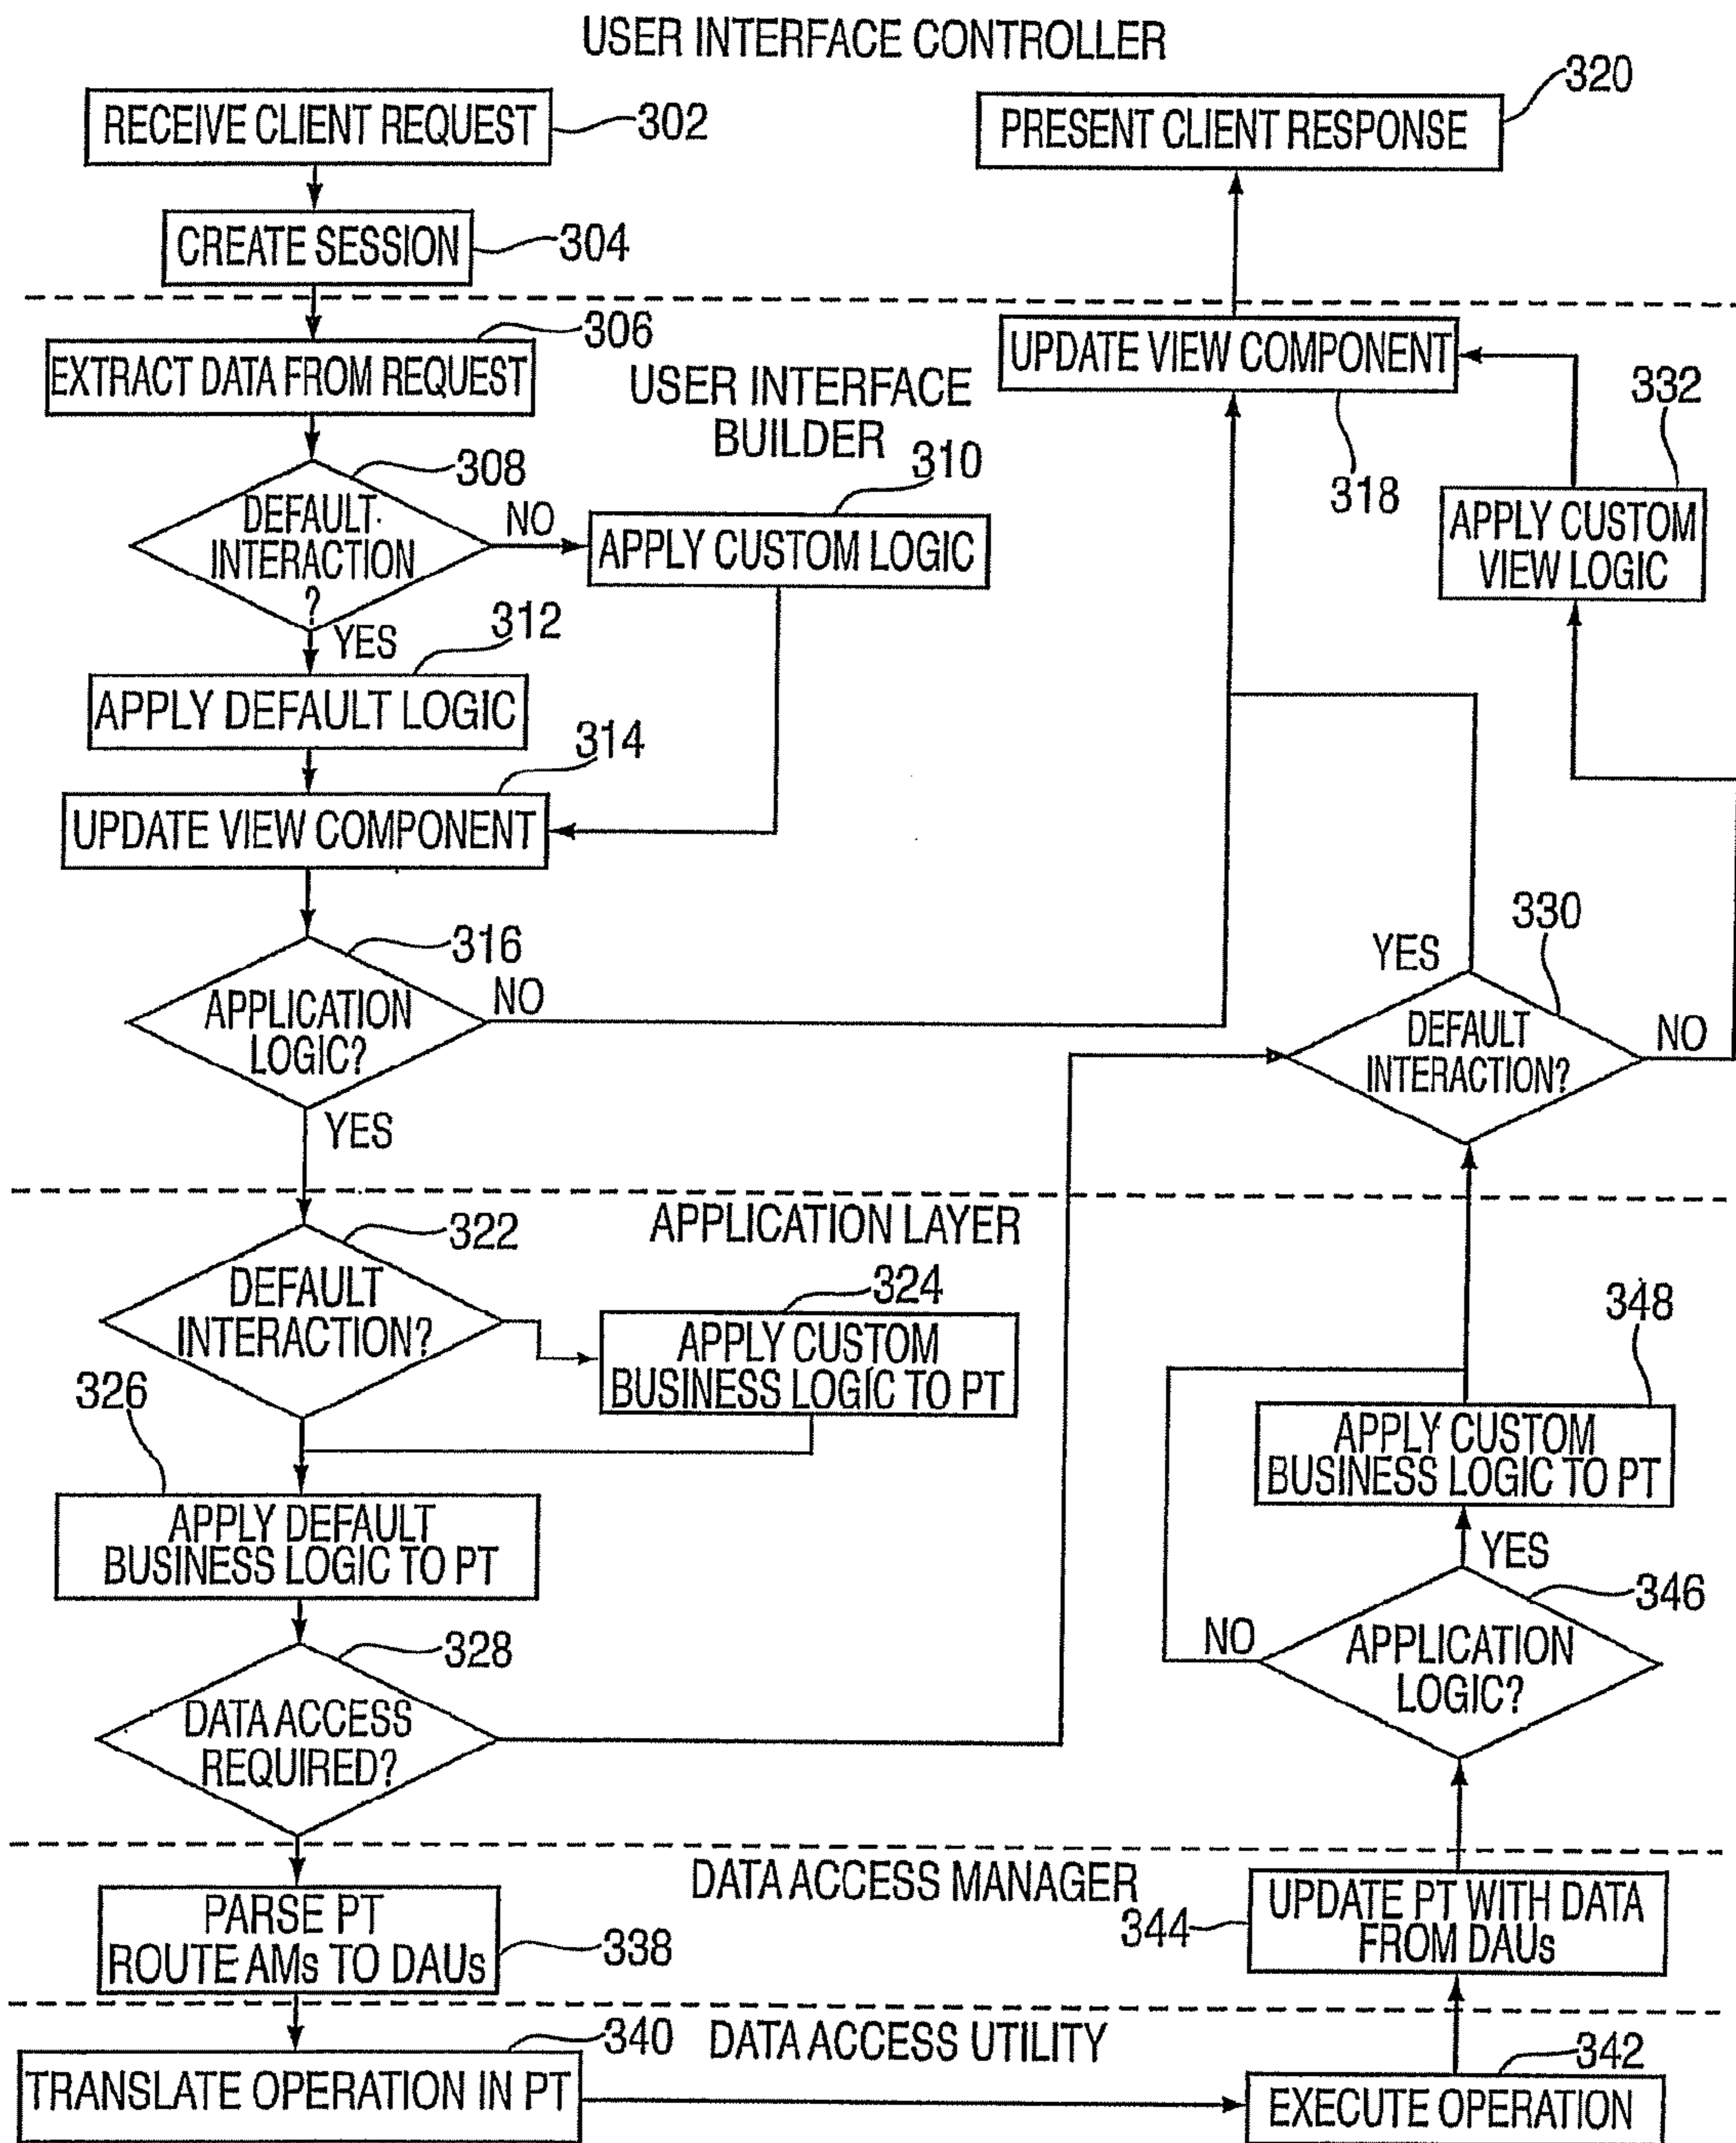 USER INTERFACE CONTROLLER
RECEIVE CLIENT REQUEST
302
PRESENT CLIENT RESPONSE
320
CREATE SESSION
304
EXTRACT DATA FROM REQUEST
306
USER INTERFACE
BUILDER
UPDATE VIEW COMPONENT
318
332
APPLY CUSTOM
VIEW LOGIC
308
DEFAULT
INTERACTION
?
NO
310
APPLY CUSTOM LOGIC
YES
312
APPLY DEFAULT LOGIC
314
UPDATE VIEW COMPONENT
316
APPLICATION
LOGIC?
NO
YES
330
YES
DEFAULT
INTERACTION?
NO
APPLICATION LAYER
322
DEFAULT
INTERACTION?
324
APPLY CUSTOM
BUSINESS LOGIC TO PT
326
APPLY DEFAULT
BUSINESS LOGIC TO PT
348
APPLY CUSTOM
BUSINESS LOGIC TO PT
YES
346
NO
APPLICATION
LOGIC?
328
DATA ACCESS
REQUIRED?
DATA ACCESS MANAGER
PARSE PT
ROUTE AMs TO DAUs
338
344
UPDATE PT WITH DATA
FROM DAUs
DATA ACCESS UTILITY
340
TRANSLATE OPERATION IN PT
342
EXECUTE OPERATION